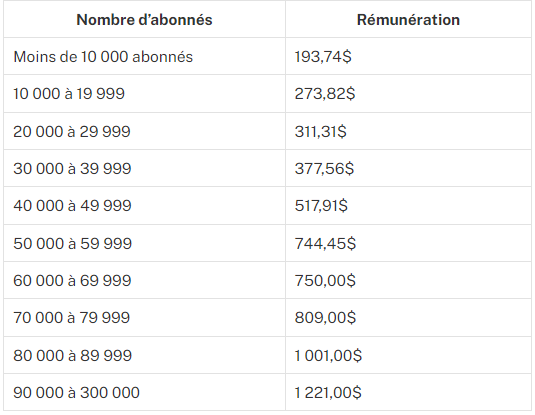 Nombre d’abonnés Rémunération
Moins de 10 000 abonnés 193,74$
10 000 à 19 999 273,82$
20 000 à 29 999 311,31$
30 000 à 39 999 377,56$
40 000 à 49 999 517,91$
50 000 à 59 999 744,45$
60 000 à 69 999 750,00$
70 000 à 79 999 809,00$
80 000 à 89 999 1 001,00$
90 000 à 300 000 1 221,00$